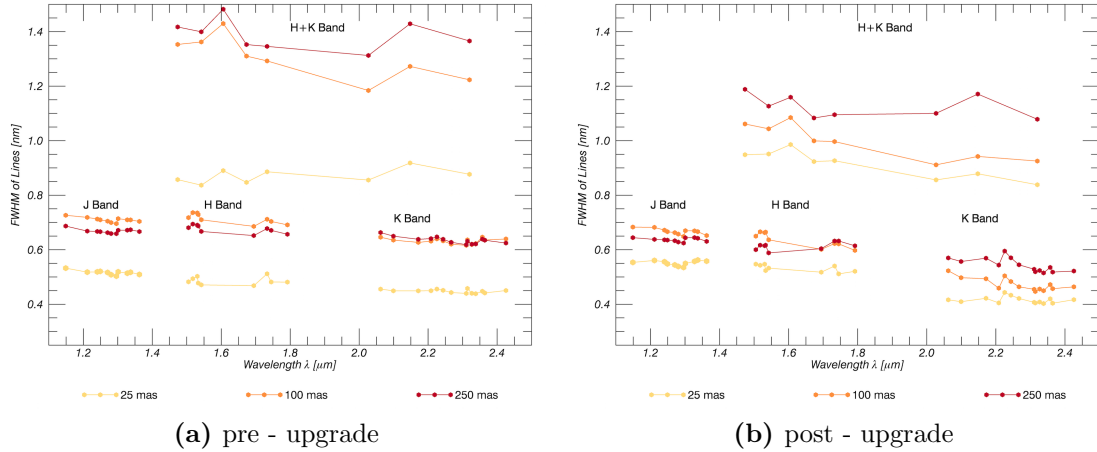 H+K Band
H+K Band
1.4
1.4
1.2
1.2
FWHM of Lines [nm]
FWHM of Lines [nm]
1.0
1.0
0.8
0.8
J Band
H Band
K Band
J Band
H Band
K Band
0.6
0.6
0.4
0.4
1.2 1.4 1.6 1.8 2.0 2.2 2.4
1.2 1.4 1.6 1.8 2.0 2.2 2.4
Wavelength λ [μm]
Wavelength λ [μm]
25 mas 100 mas 250 mas
25 mas 100 mas 250 mas
(a) pre - upgrade
(b) post - upgrade